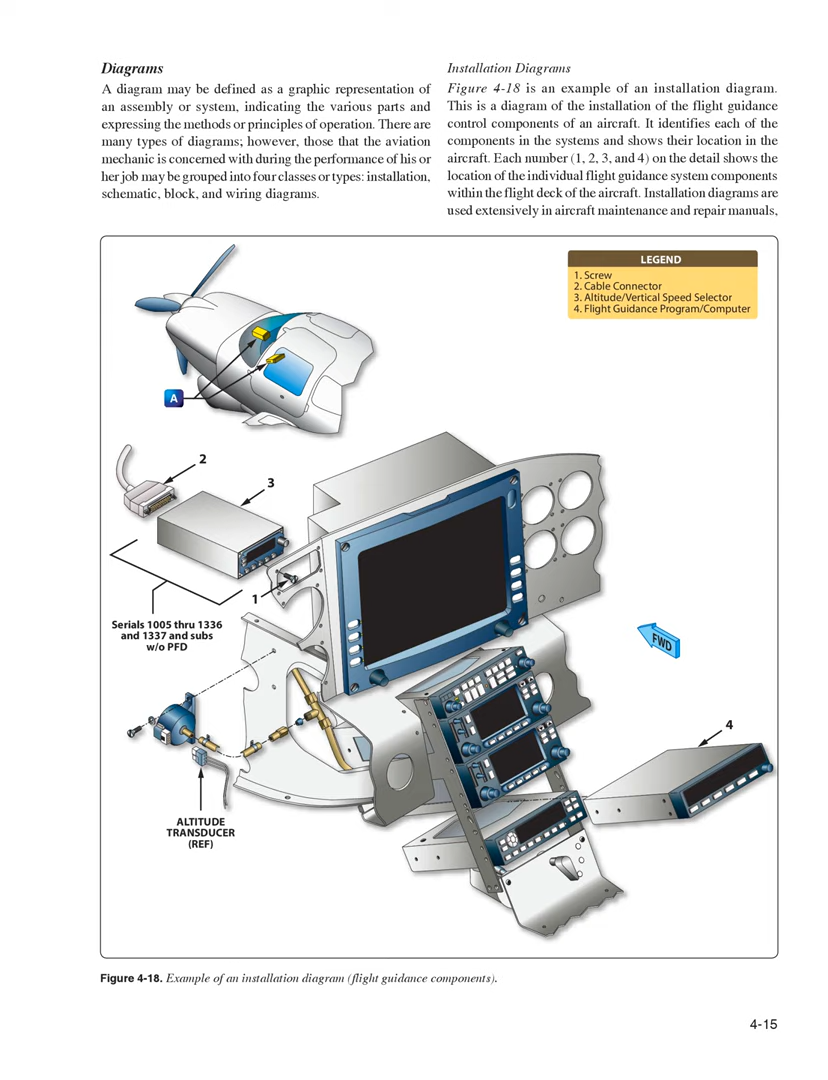 Diagrams
A diagram may be defined as a graphic representation of
an assembly or system, indicating the various parts and
expressing the methods or principles of operation. There are
many types of diagrams; however, those that the aviation
mechanic is concerned with during the performance of his or
her job may be grouped into four classes or types: installation,
schematic, block, and wiring diagrams.
Installation Diagrams
Figure 4-18 is an example of an installation diagram.
This is a diagram of the installation of the flight guidance
control components of an aircraft. It identifies each of the
components in the systems and shows their location in the
aircraft. Each number (1, 2, 3, and 4) on the detail shows the
location of the individual flight guidance system components
within the flight deck of the aircraft. Installation diagrams are
used extensively in aircraft maintenance and repair manuals,
LEGEND
1. Screw
2. Cable Connector
3. Altitude/Vertical Speed Selector
4. Flight Guidance Program/Computer
A
2
3
1
Serials 1005 thru 1336
and 1337 and subs
w/o PFD
FWD
4
ALTITUDE
TRANSDUCER
(REF)
Figure 4-18. Example of an installation diagram (flight guidance components).
4-15